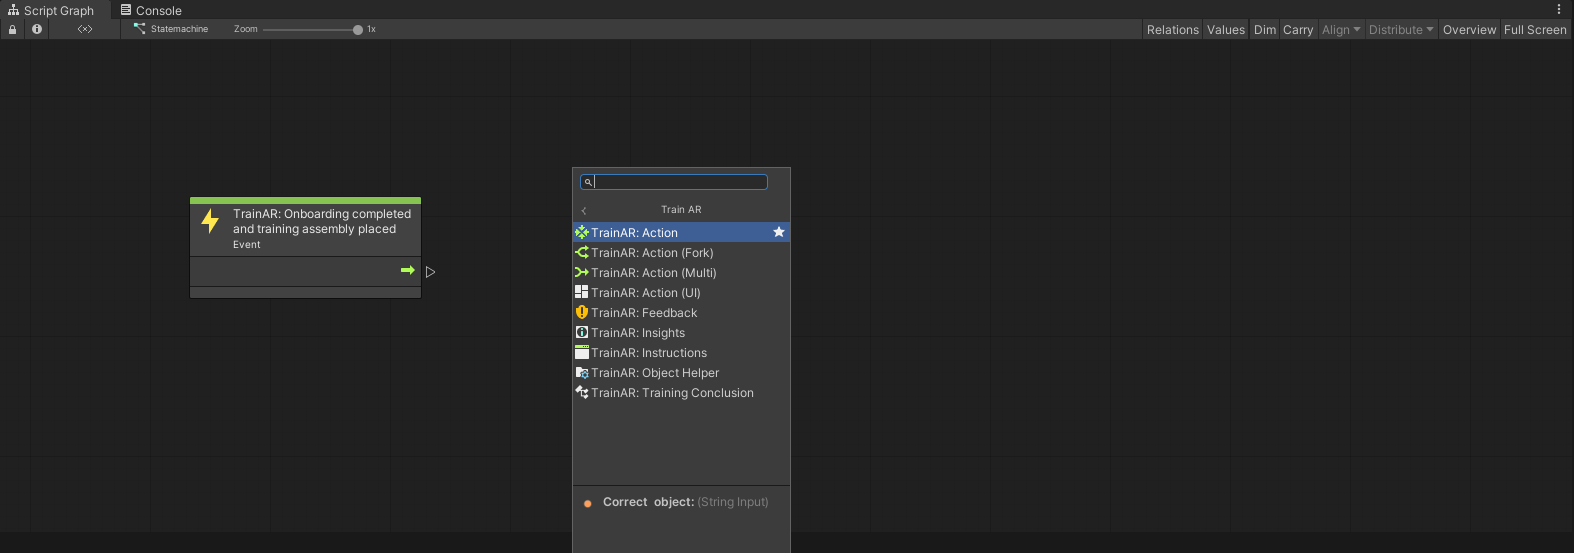 Script Graph
Console
Statemachine
Zoom
1x
Relations
Values
Dim
Carry
Align
Distribute
Overview
Full Screen
TrainAR: Onboarding completed
and training assembly placed
Event
Train AR
TrainAR: Action
TrainAR: Action (Fork)
TrainAR: Action (Multi)
TrainAR: Action (UI)
TrainAR: Feedback
TrainAR: Insights
TrainAR: Instructions
TrainAR: Object Helper
TrainAR: Training Conclusion
Correct object: (String Input)